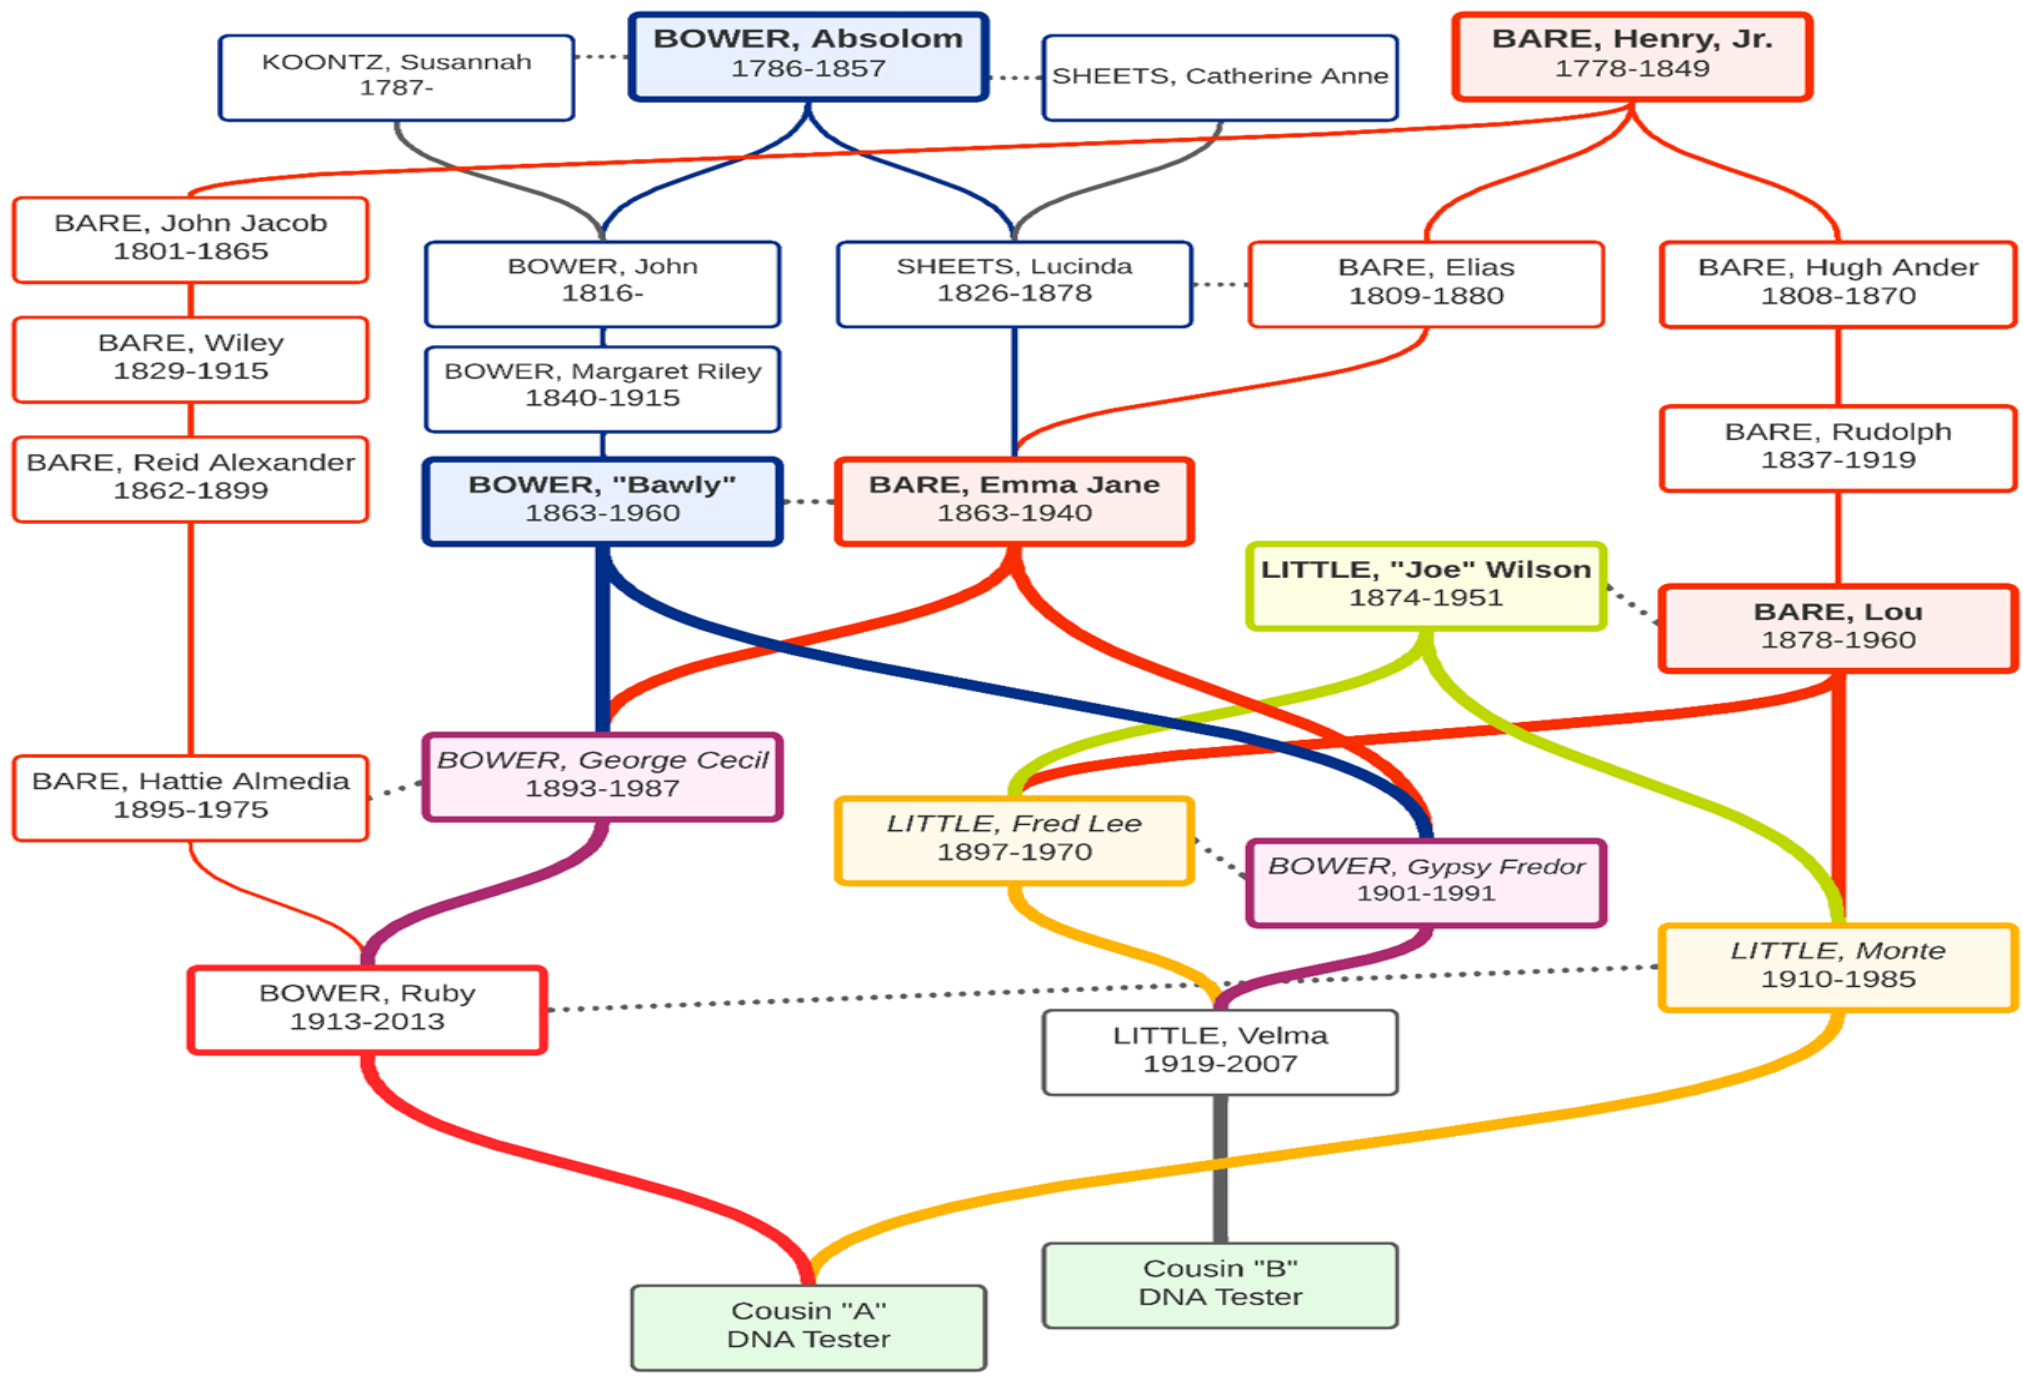 KOONTZ, Susannah
1787-
BOWER, Absolom
1786-1857
SHEETS, Catherine Anne
BARE, Henry, Jr.
1778-1849
BARE, John Jacob
1801-1865
BOWER, John
1816-
SHEETS, Lucinda
1826-1878
BARE, Elias
1809-1880
BARE, Hugh Ander
1808-1870
BARE, Wiley
1829-1915
BOWER, Margaret Riley
1840-1915
BARE, Rudolph
1837-1919
BARE, Reid Alexander
1862-1899
BOWER, "Bawly"
1863-1960
BARE, Emma Jane
1863-1940
LITTLE, "Joe" Wilson
1874-1951
BARE, Lou
1878-1960
BARE, Hattie Almedia
1895-1975
BOWER, George Cecil
1893-1987
LITTLE, Fred Lee
1897-1970
BOWER, Gypsy Fredor
1901-1991
LITTLE, Monte
1910-1985
BOWER, Ruby
1913-2013
LITTLE, Velma
1919-2007
Cousin "A"
DNA Tester
Cousin "B"
DNA Tester